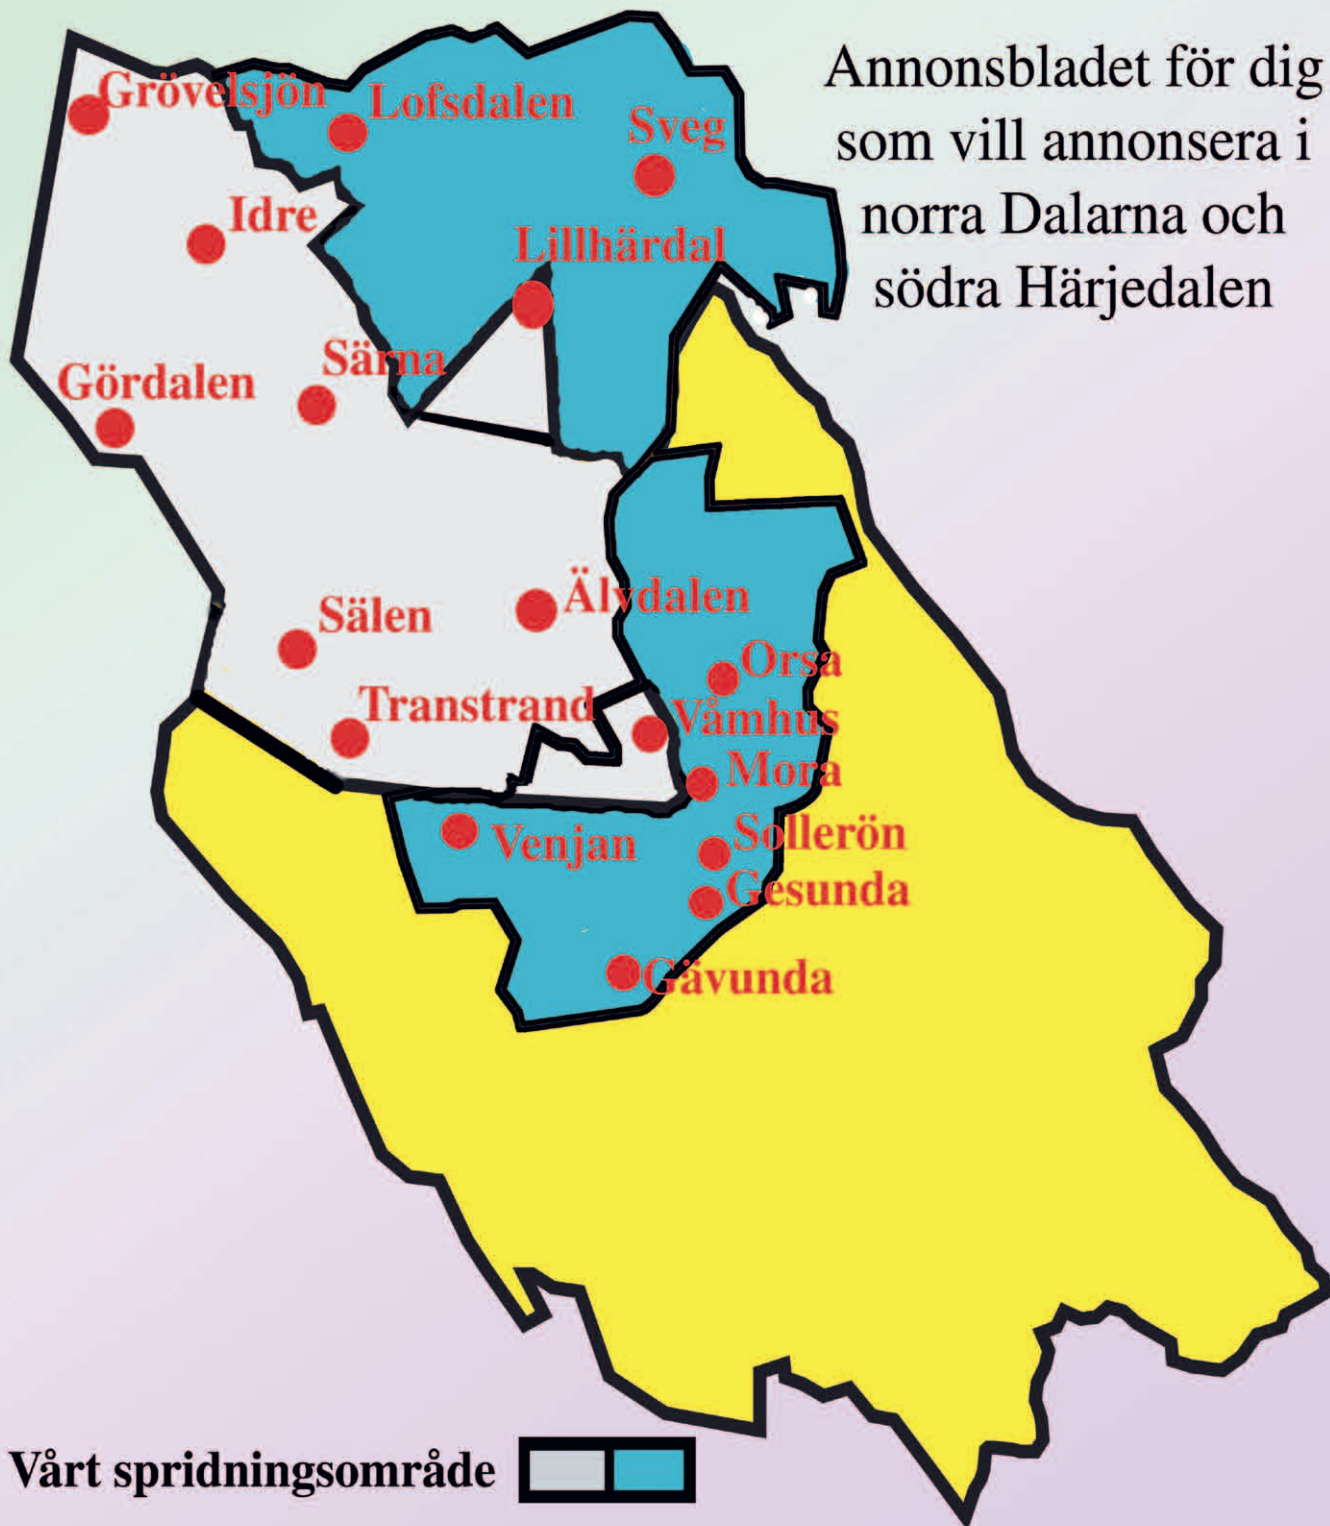 Annonsbladet för dig
som vill annonsera i
norra Dalarna och
södra Härjedalen
Grövelsjön
Lofsdalen
Sveg
Idre
Lillhärdal
Särna
Gördalen
Älvdalen
Sälen
Orsa
Transtrand
Våmhus
Mora
Venjan
Sollerön
Gesunda
Gävunda
Vårt spridningsområde